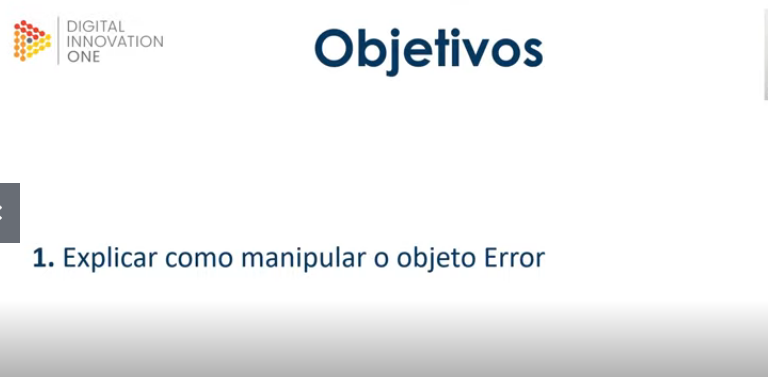 DIGITAL
INNOVATION
ONE
Objetivos
1. Explicar como manipular o objeto Error